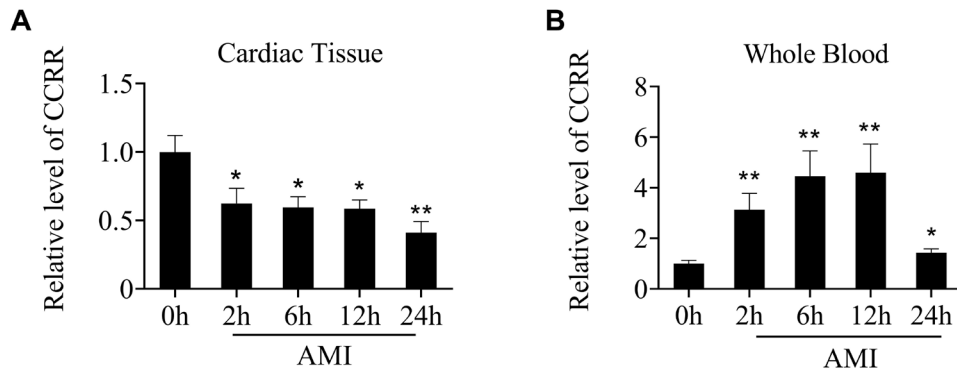 A
Cardiac Tissue
Relative level of CCRR
1.5
1.0
0.5
0
*
*
*
**
0h 2h 6h 12h 24h
AMI
B
Whole Blood
Relative level of CCRR
8
6
4
2
0
**
**
**
*
0h 2h 6h 12h 24h
AMI